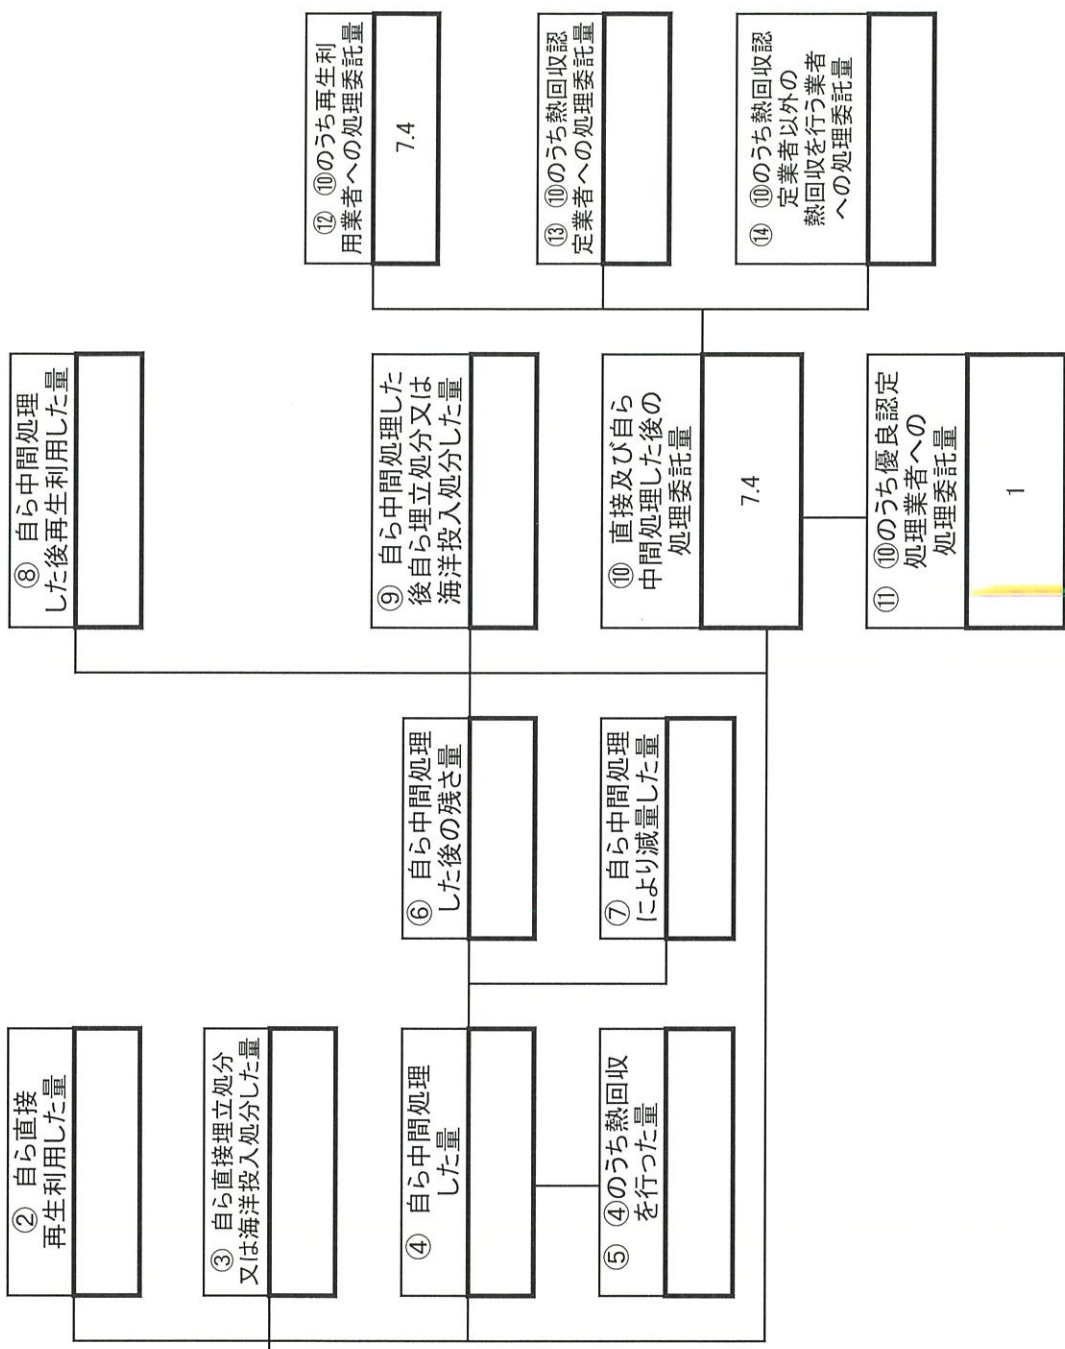 ② 自ら直接
再生利用した量
③ 自ら直接埋立処分
又は海洋投入処分した量
④ 自ら中間処理
した量
⑤ ④のうち熱回収
を行った量
⑥ 自ら中間処理
した後の残さ量
⑦ 自ら中間処理
により減量した量
⑧ 自ら中間処理
した後再生利用した量
⑨ 自ら中間処理した
後自ら埋立処分又は
海洋投入処分した量
⑩ 直接及び自ら
中間処理した後の
処理委託量
7.4
⑪ ⑩のうち優良認定
処理業者への
処理委託量
1
⑫ ⑩のうち再生利
用業者への処理委託量
7.4
⑬ ⑩のうち熱回収認
定業者への処理委託量
⑭ ⑩のうち熱回収認
定業者以外の
熱回収を行う業者
への処理委託量